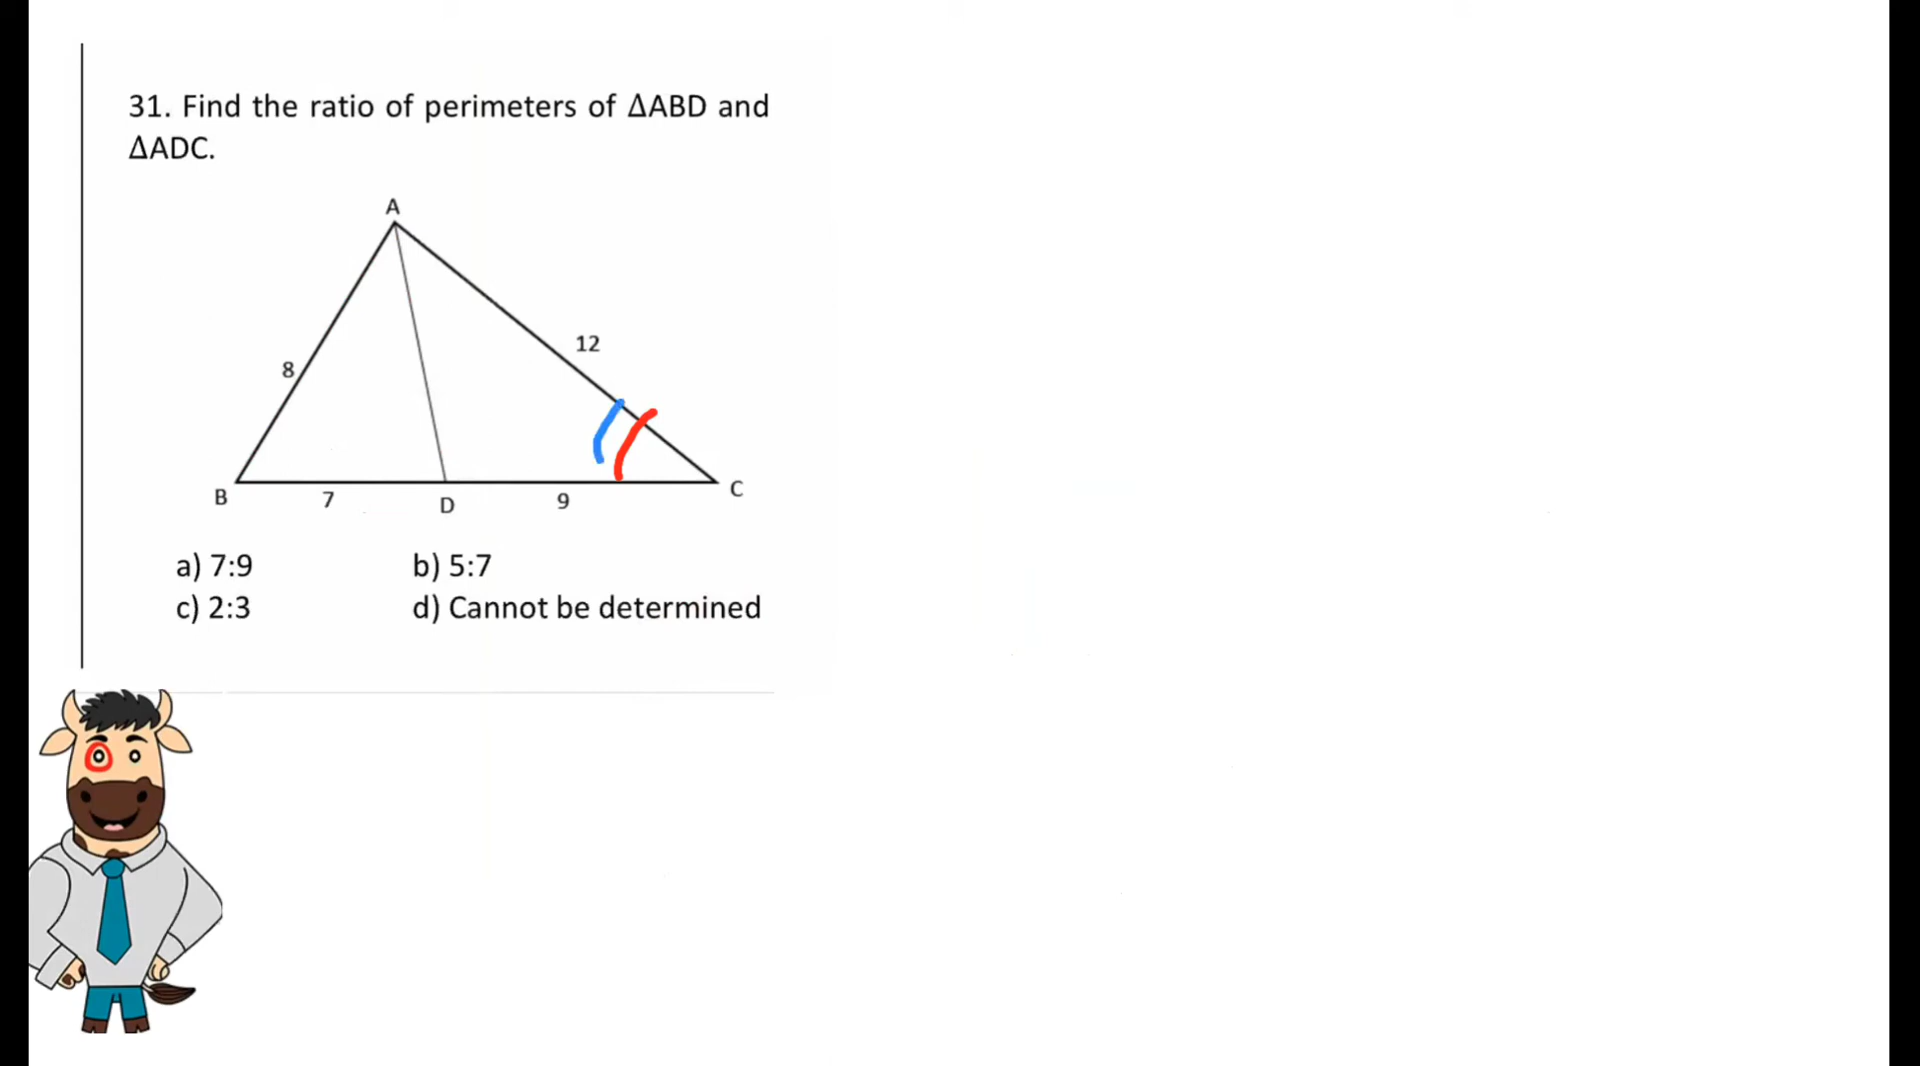 31. Find the ratio of perimeters of ΔABD and
ΔADC.
A
8
12
B
7
D
9
C
a) 7:9 b) 5:7
c) 2:3 d) Cannot be determined